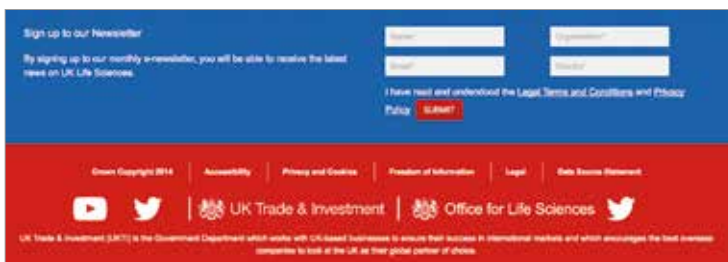 Sign up to our Newsletter
By signing up to our monthly e-newsletter, you will be able to receive the latest
news on UK Life Sciences.
Name*
Organisation*
Email*
Sector*
I have read and understood the Legal Terms and Conditions and Privacy
Policy SUBMIT
Crown Copyright 2014
Accessibility
Privacy and Cookies
Freedom of Information
Legal
Data Source Statement
UK Trade & Investment
Office for Life Sciences
UK Trade & Investment (UKTI) is the Government Department which works with UK-based businesses to ensure their success in international markets and which encourages the best overseas
companies to look at the UK as their global partner of choice.